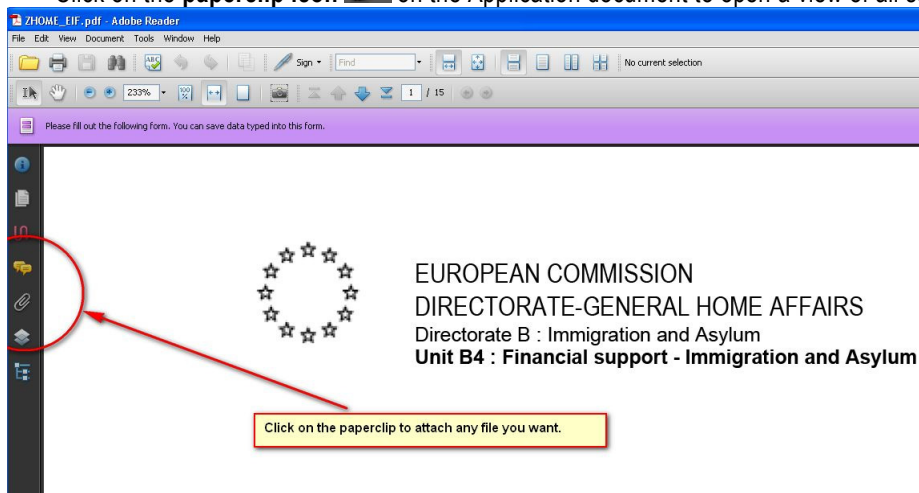 Click on the paperclip icon on the Application document to open a view of all
ZHOME_EIF.pdf - Adobe Reader
File Edit View Document Tools Window Help
Sign Find No current selection
233% 1 / 15
Please fill out the following form. You can save data typed into this form.
EUROPEAN COMMISSION
DIRECTORATE-GENERAL HOME AFFAIRS
Directorate B : Immigration and Asylum
Unit B4 : Financial support - Immigration and Asylum
Click on the paperclip to attach any file you want.